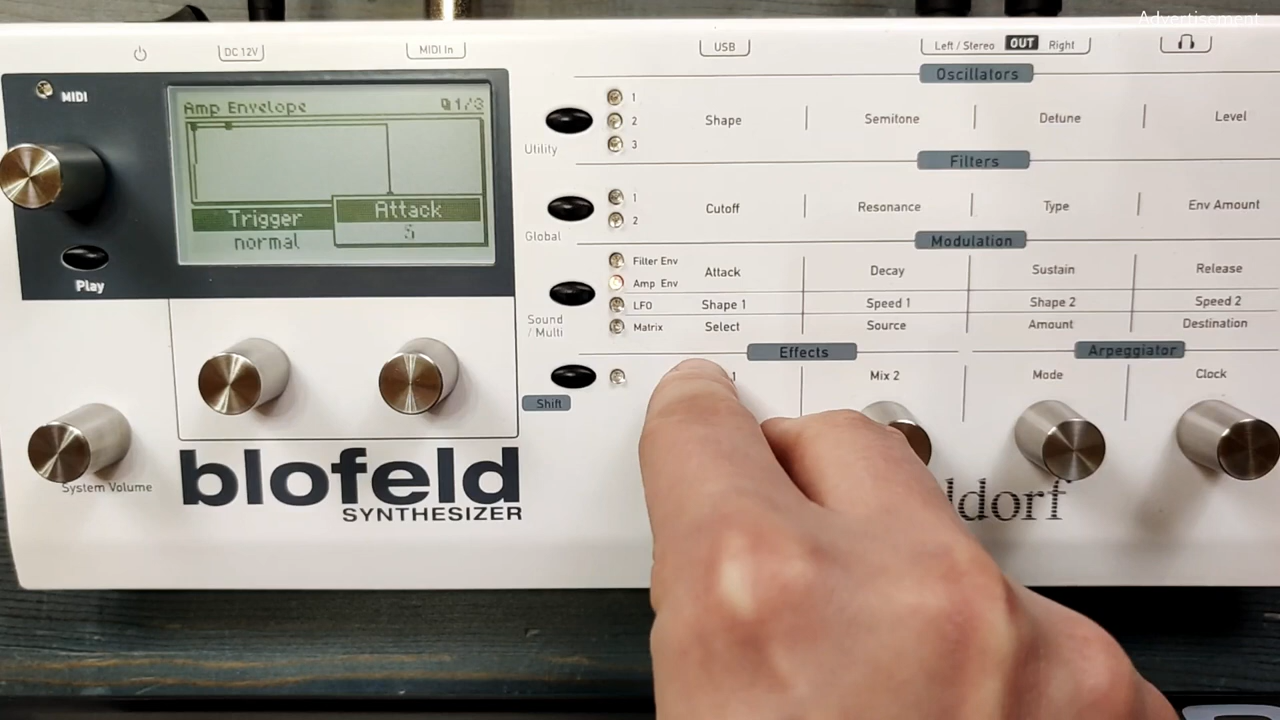 Advertisement
DC 12V
MIDI In
USB
Left / Stereo OUT Right
MIDI
Amp Envelope 1/3
Trigger Attack
normal 5
Play
System Volume
blofeld
SYNTHESIZER
Oscillators
1
2
3
Shape Semitone Detune Level
Utility
Filters
1
2
Cutoff Resonance Type Env Amount
Global
Modulation
Filter Env
Amp Env
Attack Decay Sustain Release
LFO Shape 1 Speed 1 Shape 2 Speed 2
Matrix Select Source Amount Destination
Sound
/ Multi
Effects Arpeggiator
1 Mix 2 Mode Clock
Shift
ldorf